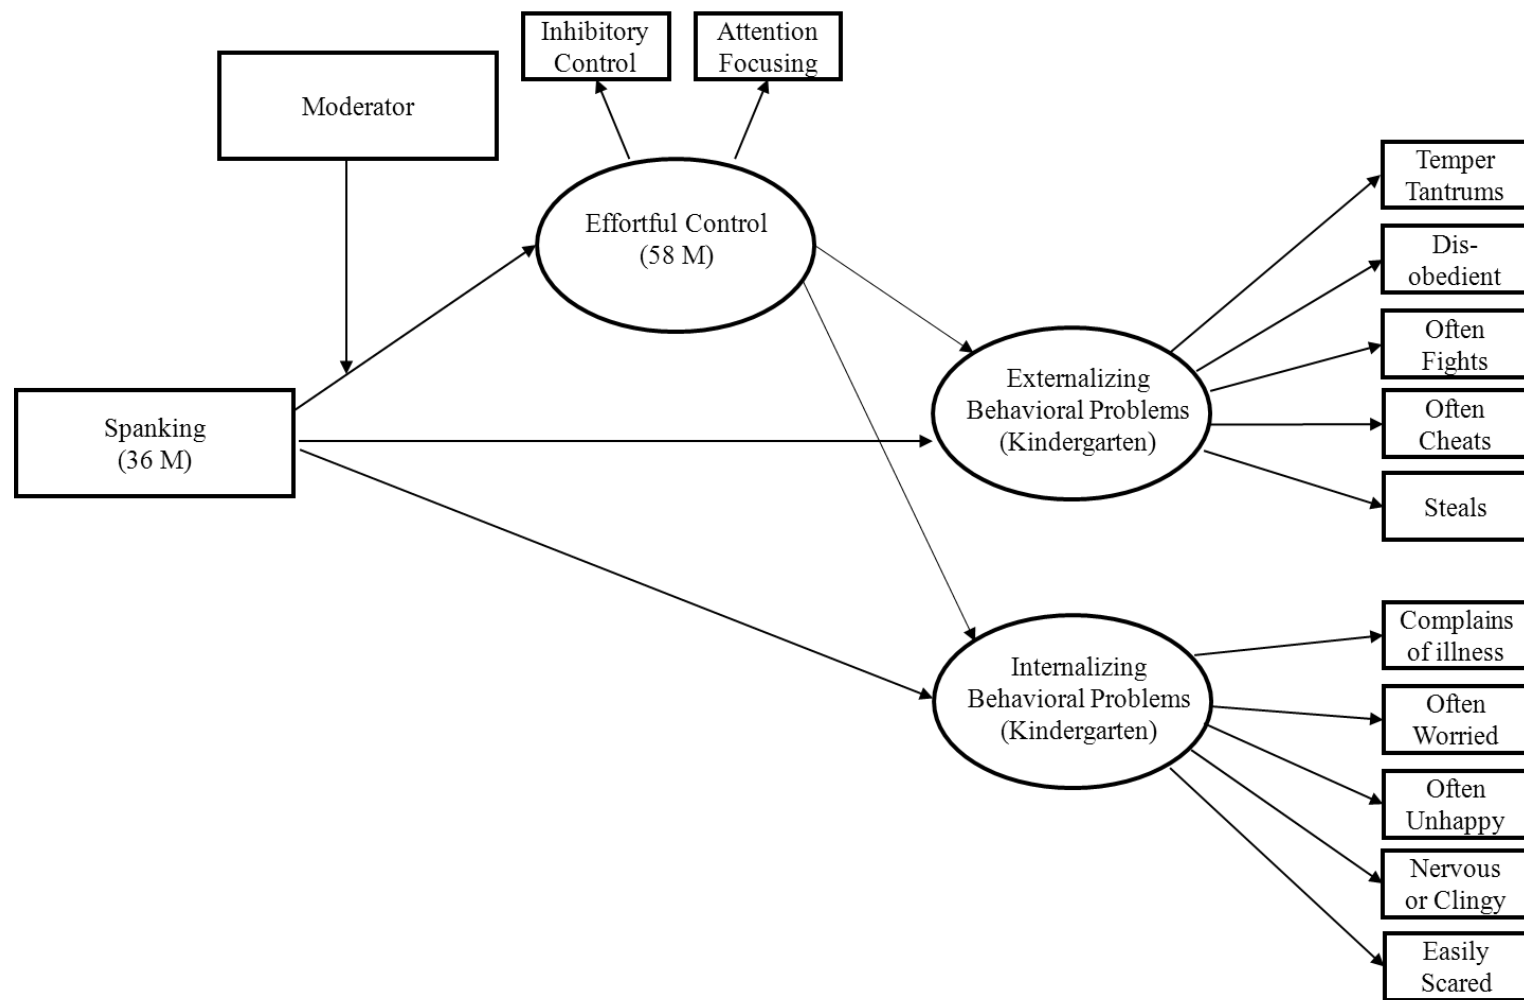 Inhibitory
Control
Attention
Focusing
Moderator
Effortful Control
(58 M)
Temper
Tantrums
Dis-
obedient
Often
Fights
Externalizing
Behavioral Problems
(Kindergarten)
Often
Cheats
Spanking
(36 M)
Steals
Complains
of illness
Internalizing
Behavioral Problems
(Kindergarten)
Often
Worried
Often
Unhappy
Nervous
or Clingy
Easily
Scared